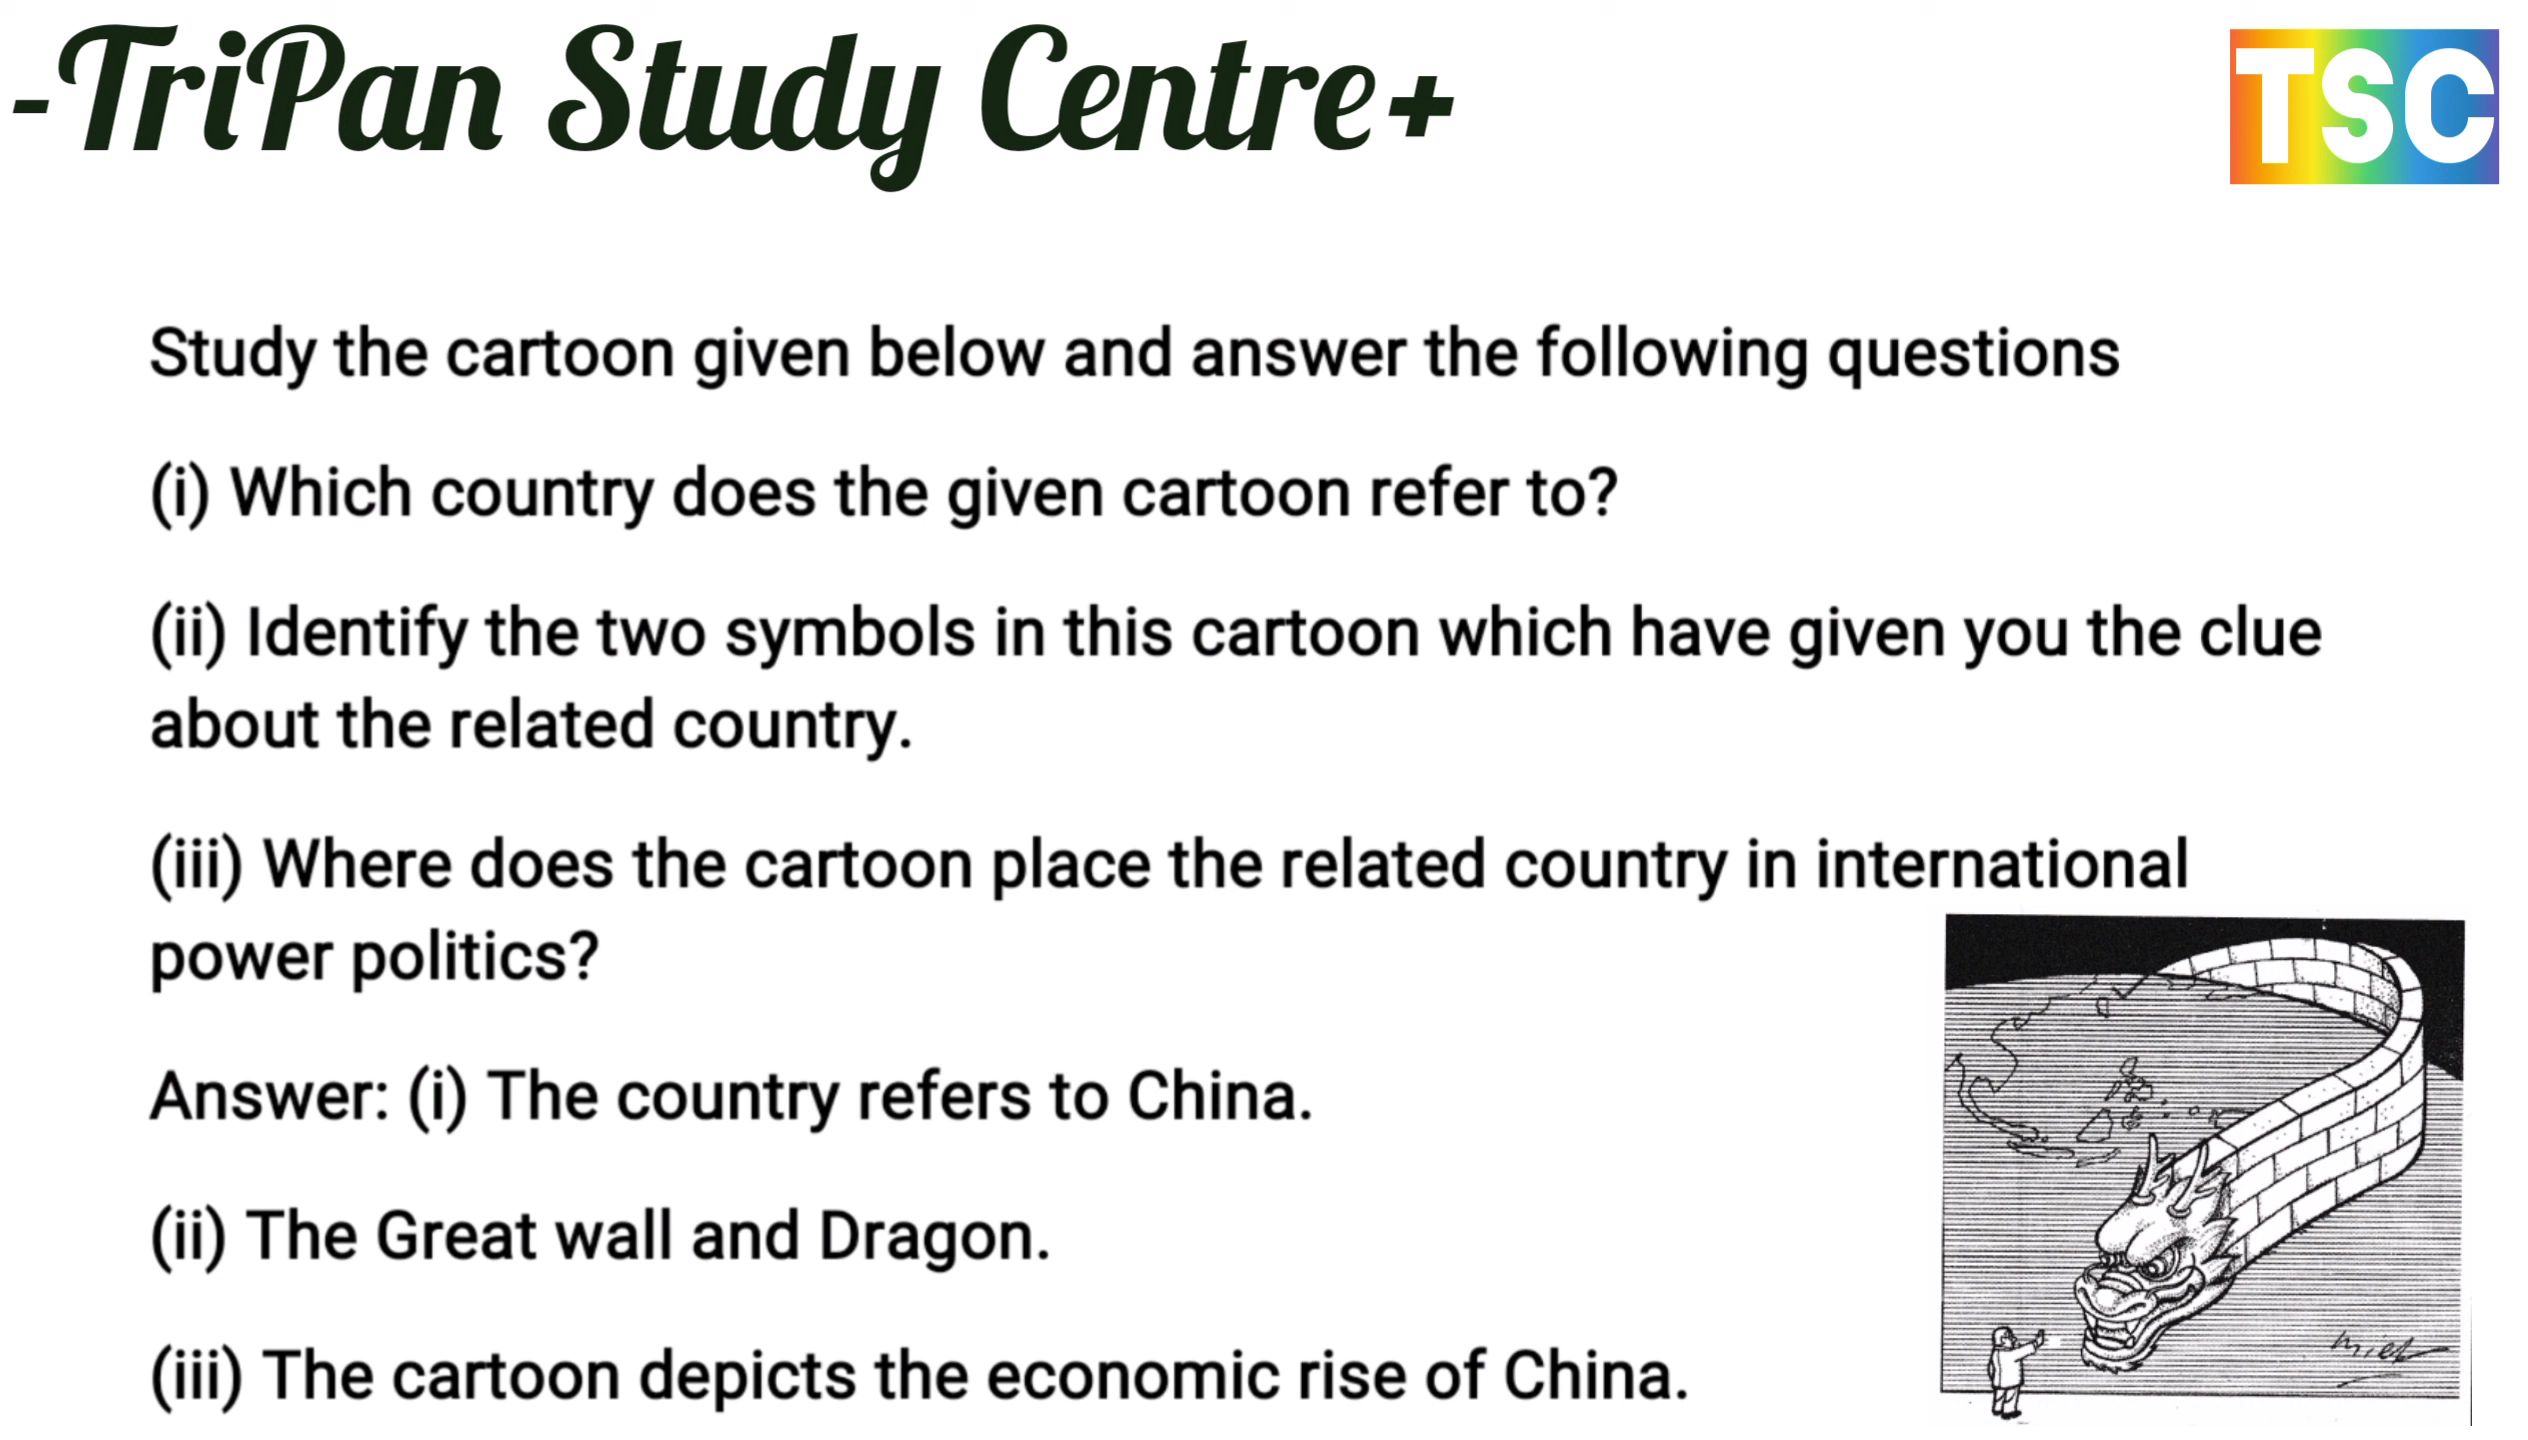 -TriPan Study Centre+
TSC
Study the cartoon given below and answer the following questions
(i) Which country does the given cartoon refer to?
(ii) Identify the two symbols in this cartoon which have given you the clue
about the related country.
(iii) Where does the cartoon place the related country in international
power politics?
Answer: (i) The country refers to China.
(ii) The Great wall and Dragon.
(iii) The cartoon depicts the economic rise of China.